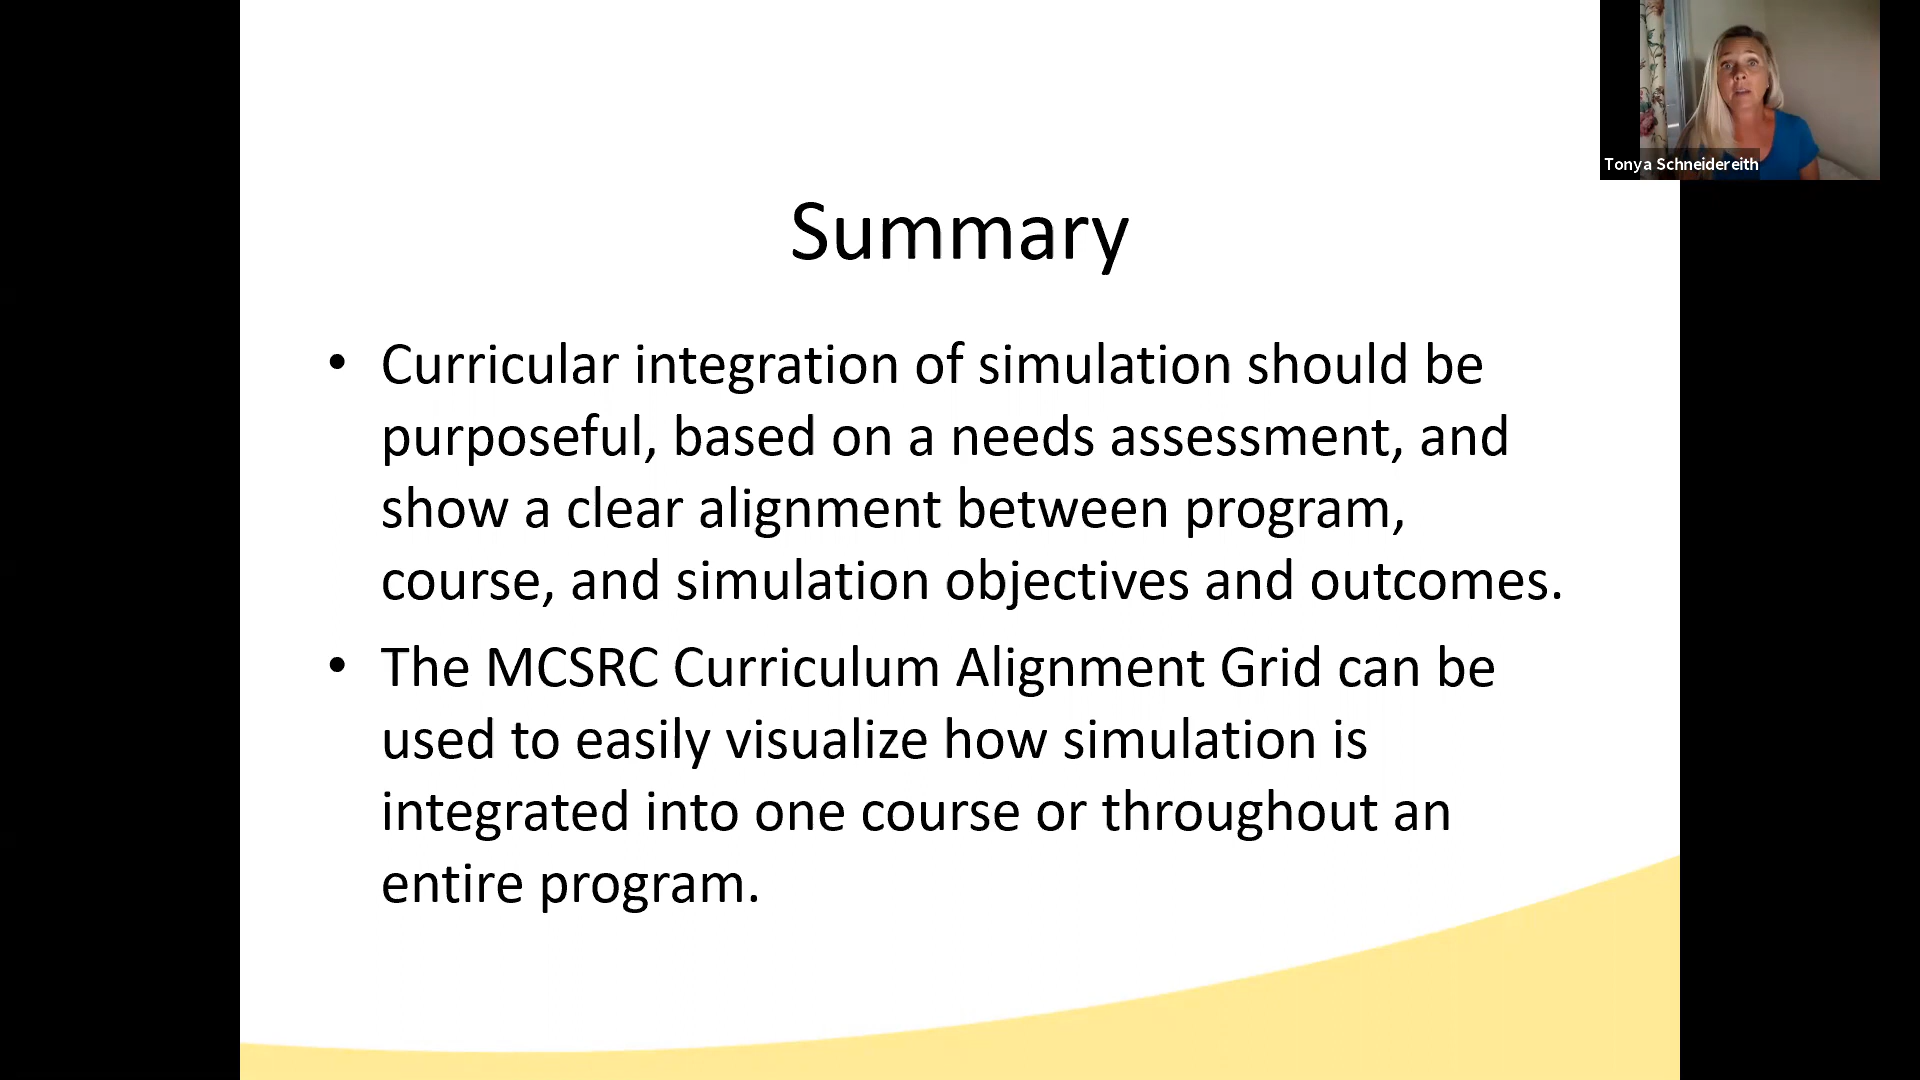 Tonya Schneidereith
Summary
• Curricular integration of simulation should be
purposeful, based on a needs assessment, and
show a clear alignment between program,
course, and simulation objectives and outcomes.
• The MCSRC Curriculum Alignment Grid can be
used to easily visualize how simulation is
integrated into one course or throughout an
entire program.